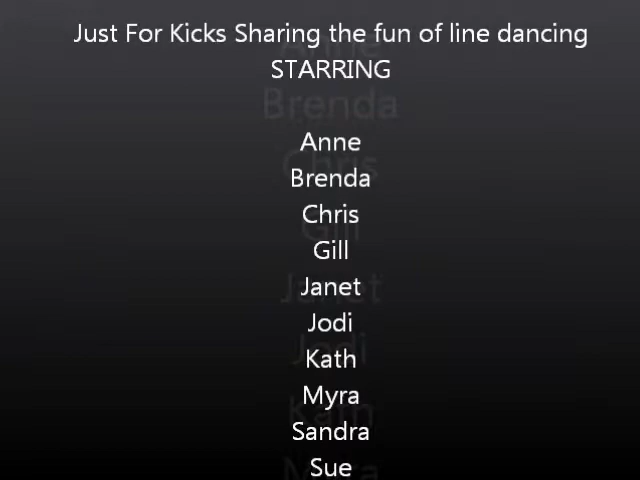 Just For Kicks Sharing the fun of line dancing
STARRING
Anne
Brenda
Chris
Gill
Janet
Jodi
Kath
Myra
Sandra
Sue